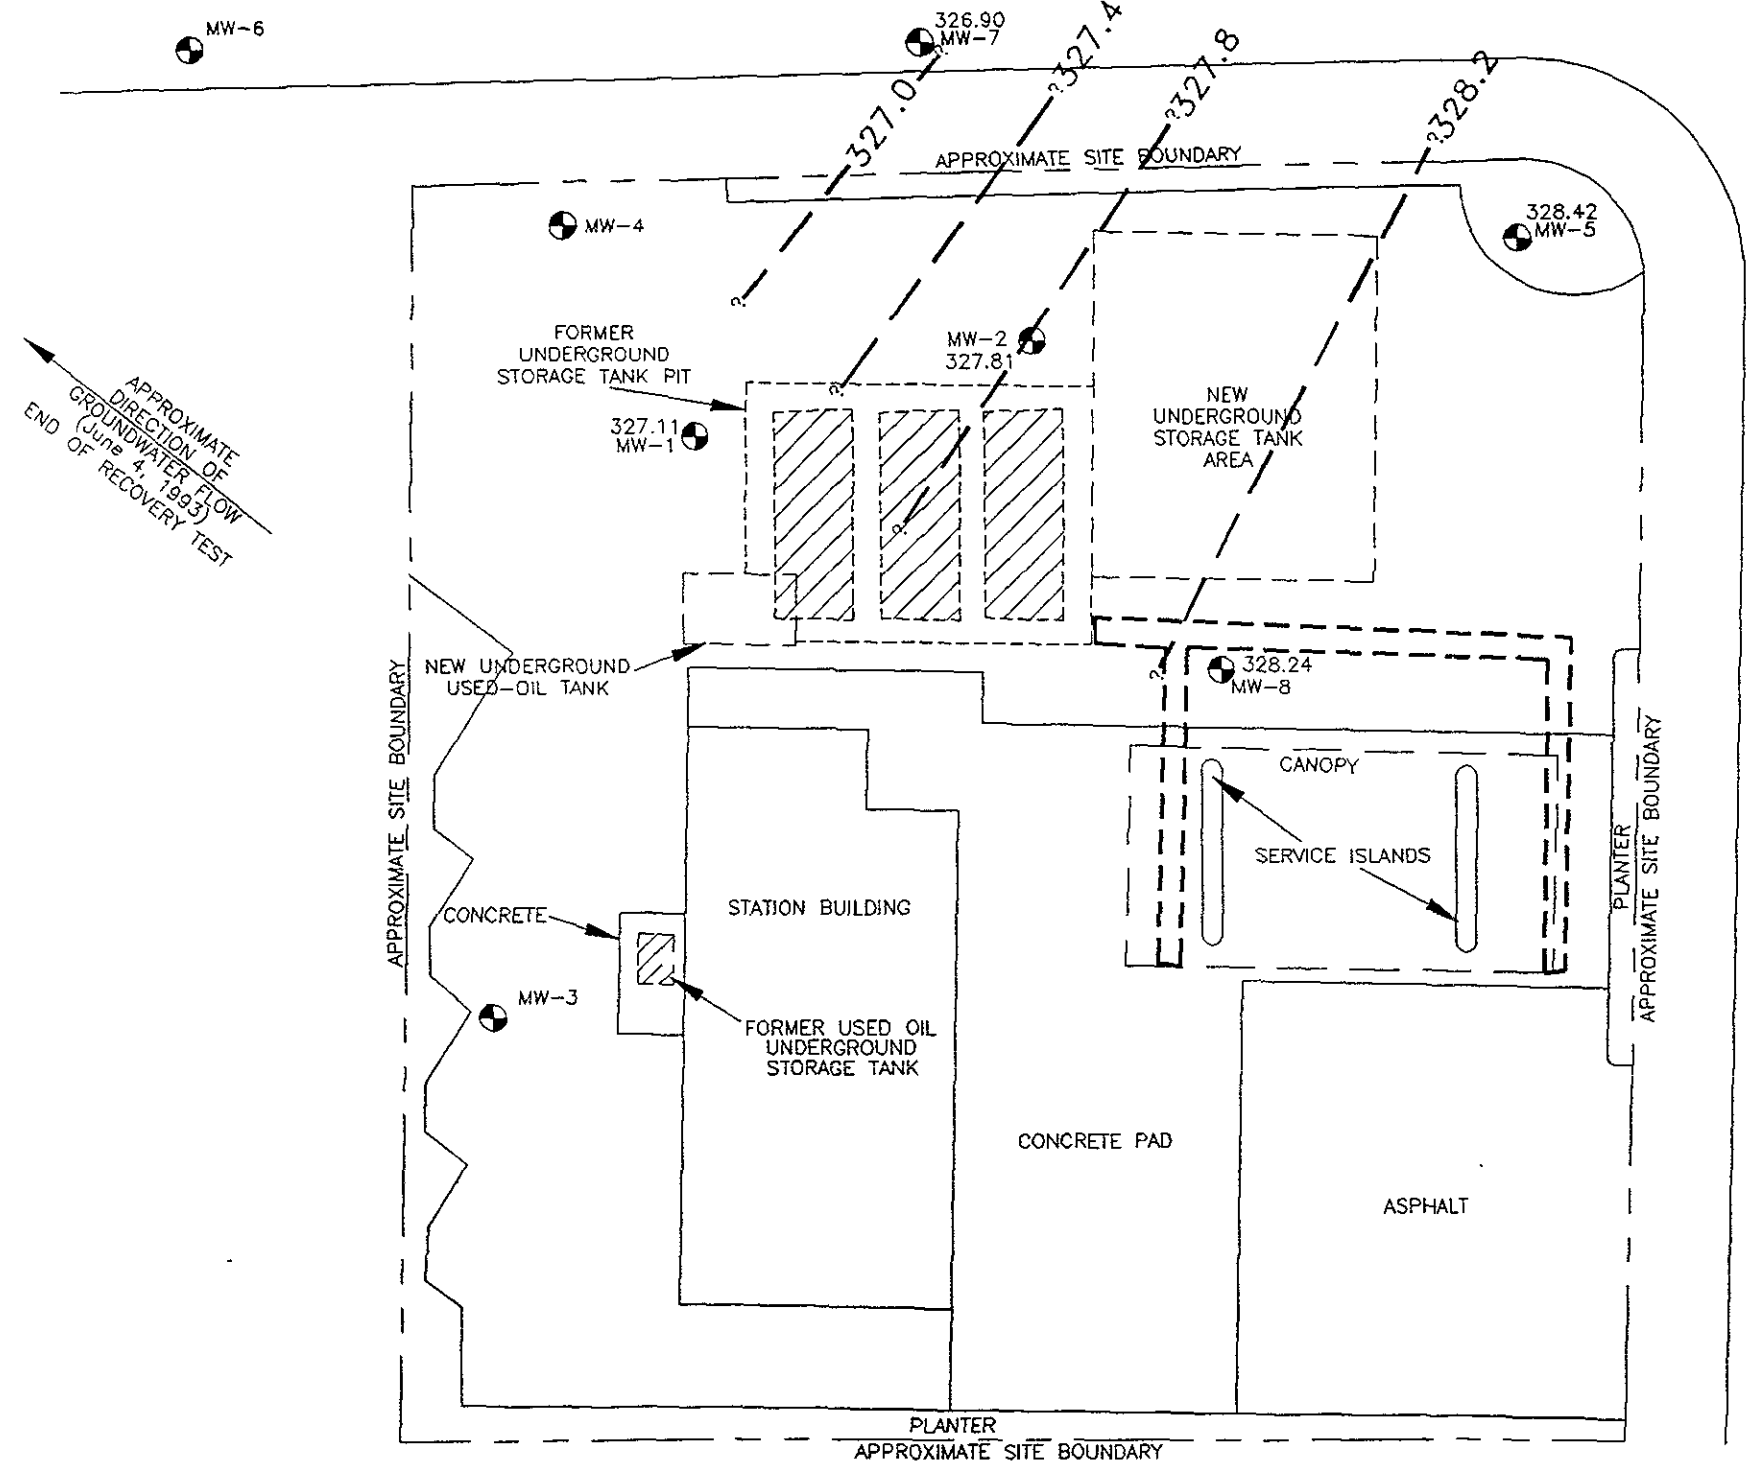 MW-6
326.90
MW-7
327.0
?327.4
?327.8
?328.2
?
APPROXIMATE SITE BOUNDARY
MW-4
328.42
MW-5
?
FORMER
UNDERGROUND
STORAGE TANK PIT
MW-2
327.81
APPROXIMATE
DIRECTION OF
GROUNDWATER FLOW
(June 4, 1993)
END OF RECOVERY TEST
?
327.11
MW-1
NEW
UNDERGROUND
STORAGE TANK
AREA
?
NEW UNDERGROUND
USED-OIL TANK
?
328.24
MW-8
APPROXIMATE SITE BOUNDARY
CANOPY
SERVICE ISLANDS
PLANTER
APPROXIMATE SITE BOUNDARY
CONCRETE
STATION BUILDING
MW-3
FORMER USED OIL
UNDERGROUND
STORAGE TANK
CONCRETE PAD
ASPHALT
PLANTER
APPROXIMATE SITE BOUNDARY